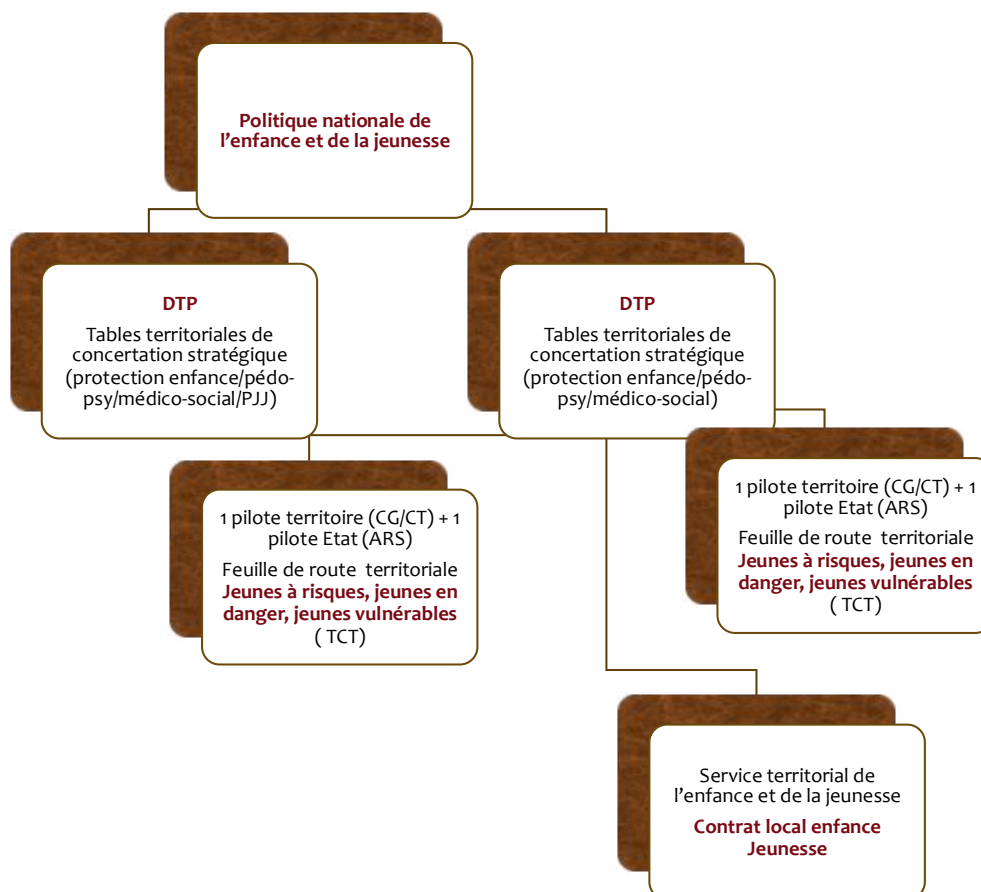 Politique nationale de
l’enfance et de la jeunesse
DTP
Tables territoriales de
concertation stratégique
(protection enfance/pédo-
psy/médico-social/PJJ)
DTP
Tables territoriales de
concertation stratégique
(protection enfance/pédo-
psy/médico-social)
1 pilote territoire (CG/CT) + 1
pilote Etat (ARS)
Feuille de route territoriale
Jeunes à risques, jeunes en
danger, jeunes vulnérables
( TCT)
1 pilote territoire (CG/CT) + 1
pilote Etat (ARS)
Feuille de route territoriale
Jeunes à risques, jeunes en
danger, jeunes vulnérables
( TCT)
Service territorial de
l’enfance et de la jeunesse
Contrat local enfance
Jeunesse